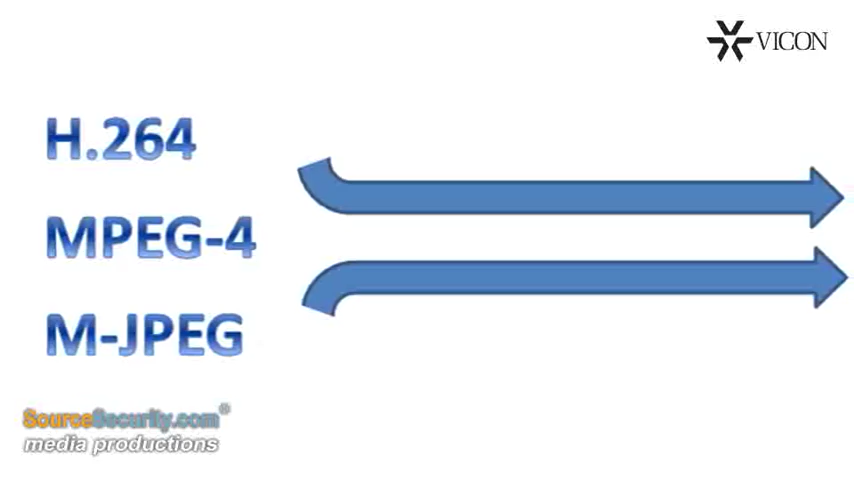 VICON
H.264
MPEG-4
M-JPEG
SourceSecurity.com®
media productions